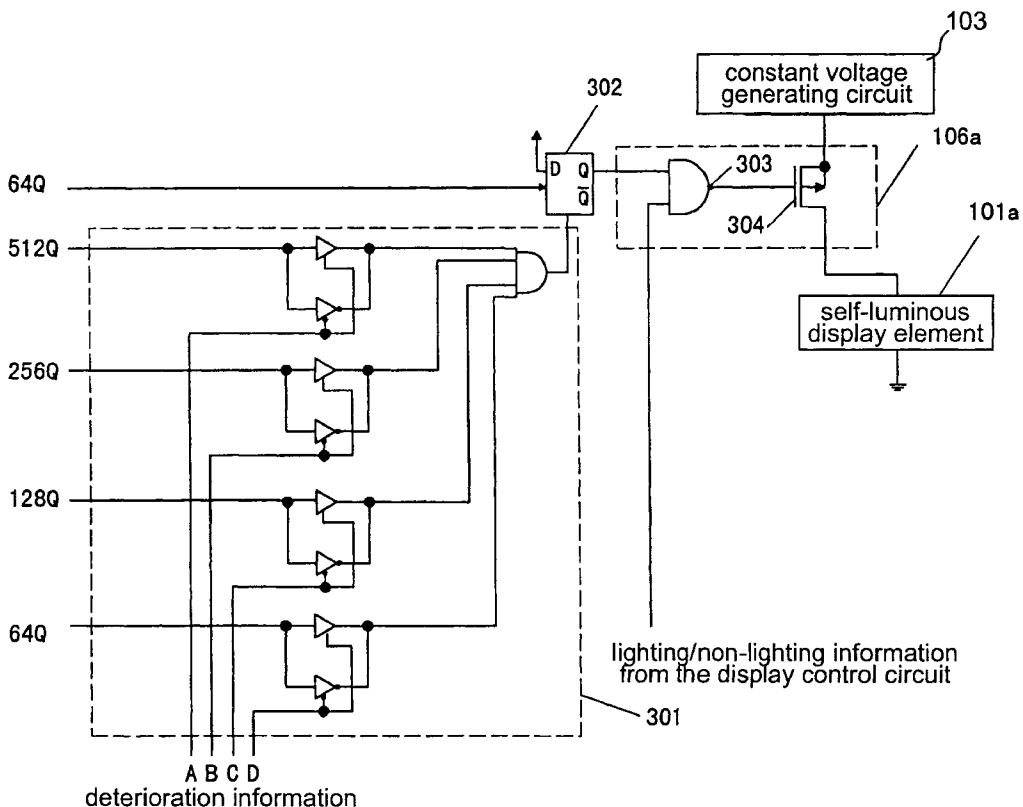 103
constant voltage
generating circuit
302
106a
D Q
Q̅
64Q
303
304
101a
512Q
self-luminous
display element
256Q
128Q
64Q
lighting/non-lighting information
from the display control circuit
301
A B C D
deterioration information